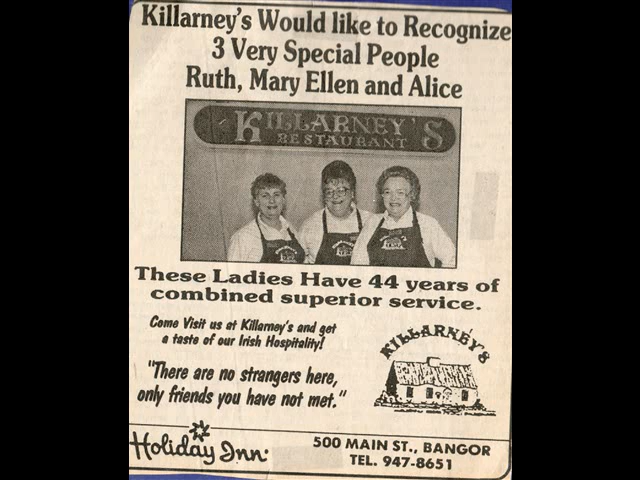 Killarney's Would like to Recognize
3 Very Special People
Ruth, Mary Ellen and Alice
KILLARNEY'S
RESTAURANT
These Ladies Have 44 years of
combined superior service.
Come Visit us at Killarney's and get
a taste of our Irish Hospitality!
"There are no strangers here,
only friends you have not met."
KILLARNEY'S
Holiday Inn
500 MAIN ST., BANGOR
TEL. 947-8651